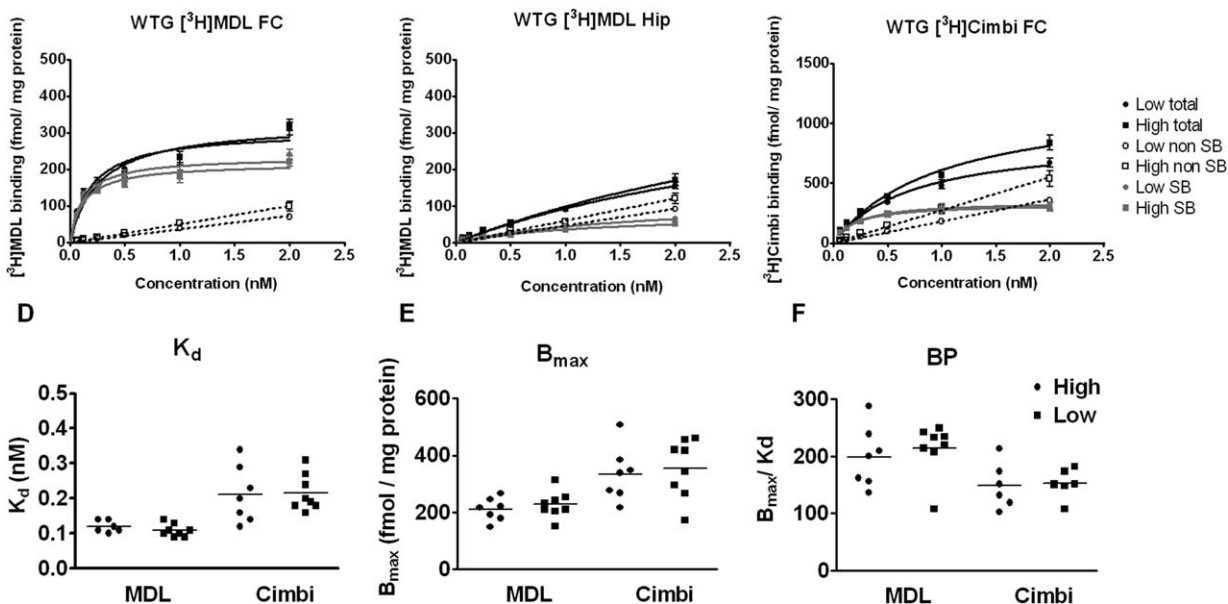 WTG [³H]MDL FC
[³H]MDL binding (fmol/ mg protein)
500
400
300
200
100
0
0.0 0.5 1.0 1.5 2.0 2.5
Concentration (nM)
WTG [³H]MDL Hip
[³H]MDL binding (fmol/ mg protein)
500
400
300
200
100
0
0.0 0.5 1.0 1.5 2.0 2.5
Concentration (nM)
WTG [³H]Cimbi FC
[³H]Cimbi binding (fmol/ mg protein)
1500
1000
500
0
0.0 0.5 1.0 1.5 2.0 2.5
Concentration (nM)
Low total
High total
Low non SB
High non SB
Low SB
High SB
D
Kd
Kd (nM)
0.5
0.4
0.3
0.2
0.1
0.0
MDL Cimbi
E
Bmax
Bmax (fmol / mg protein)
600
400
200
0
MDL Cimbi
F
BP
Bmax/ Kd
300
200
100
0
MDL Cimbi
High
Low